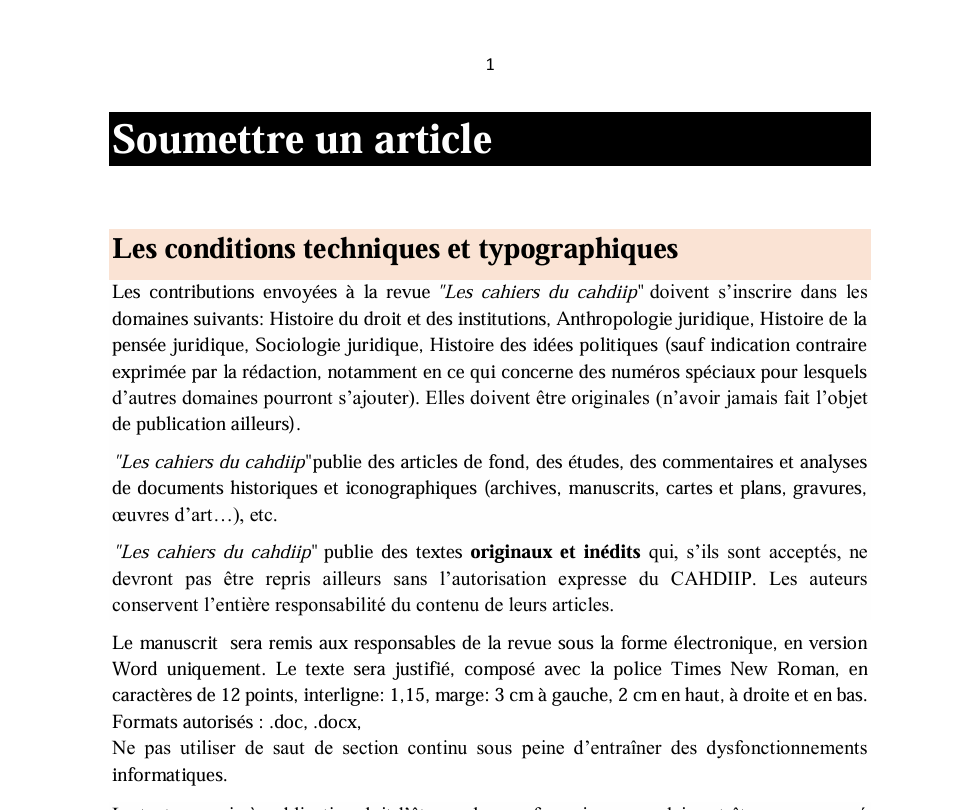 1
Soumettre un article
Les conditions techniques et typographiques
Les contributions envoyées à la revue "Les cahiers du cahdiip" doivent s’inscrire dans les
domaines suivants: Histoire du droit et des institutions, Anthropologie juridique, Histoire de la
pensée juridique, Sociologie juridique, Histoire des idées politiques (sauf indication contraire
exprimée par la rédaction, notamment en ce qui concerne des numéros spéciaux pour lesquels
d’autres domaines pourront s’ajouter). Elles doivent être originales (n’avoir jamais fait l’objet
de publication ailleurs).
"Les cahiers du cahdiip"publie des articles de fond, des études, des commentaires et analyses
de documents historiques et iconographiques (archives, manuscrits, cartes et plans, gravures,
œuvres d’art…), etc.
"Les cahiers du cahdiip" publie des textes originaux et inédits qui, s’ils sont acceptés, ne
devront pas être repris ailleurs sans l’autorisation expresse du CAHDIIP. Les auteurs
conservent l’entière responsabilité du contenu de leurs articles.
Le manuscrit sera remis aux responsables de la revue sous la forme électronique, en version
Word uniquement. Le texte sera justifié, composé avec la police Times New Roman, en
caractères de 12 points, interligne: 1,15, marge: 3 cm à gauche, 2 cm en haut, à droite et en bas.
Formats autorisés : .doc, .docx,
Ne pas utiliser de saut de section continu sous peine d’entraîner des dysfonctionnements
informatiques.